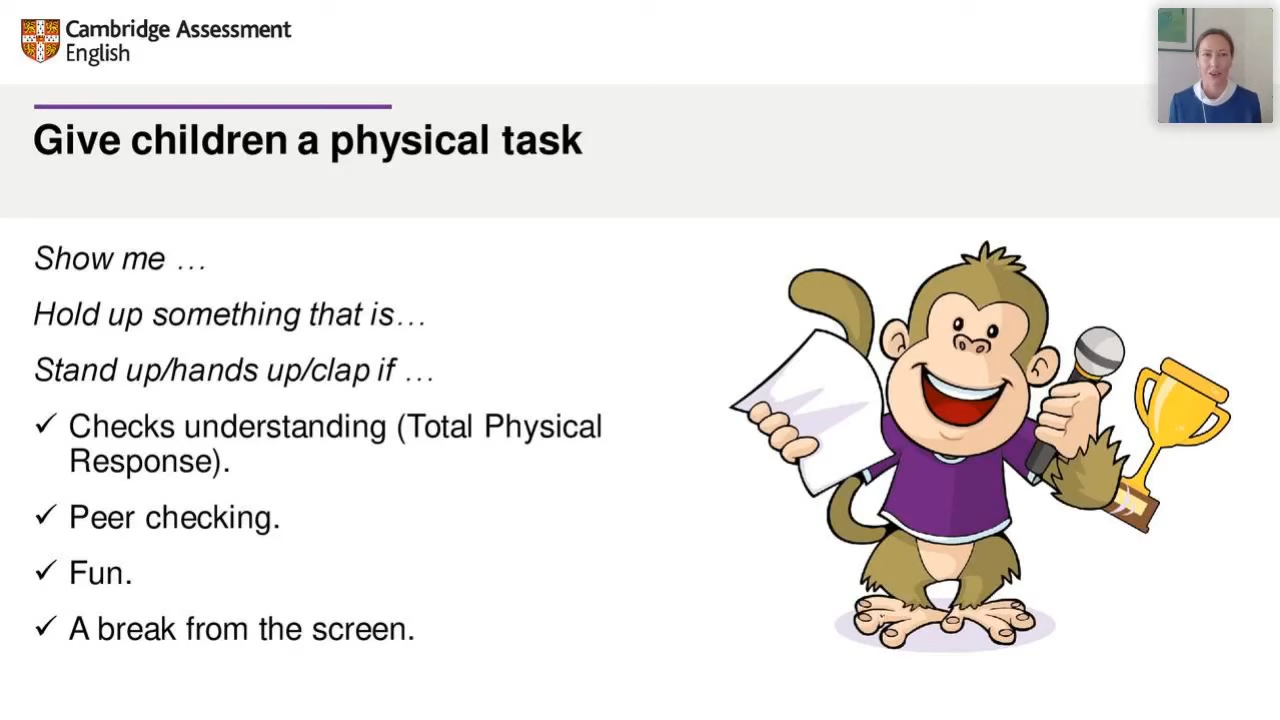 Cambridge Assessment
English
Give children a physical task
Show me …
Hold up something that is…
Stand up/hands up/clap if …
✓ Checks understanding (Total Physical
Response).
✓ Peer checking.
✓ Fun.
✓ A break from the screen.